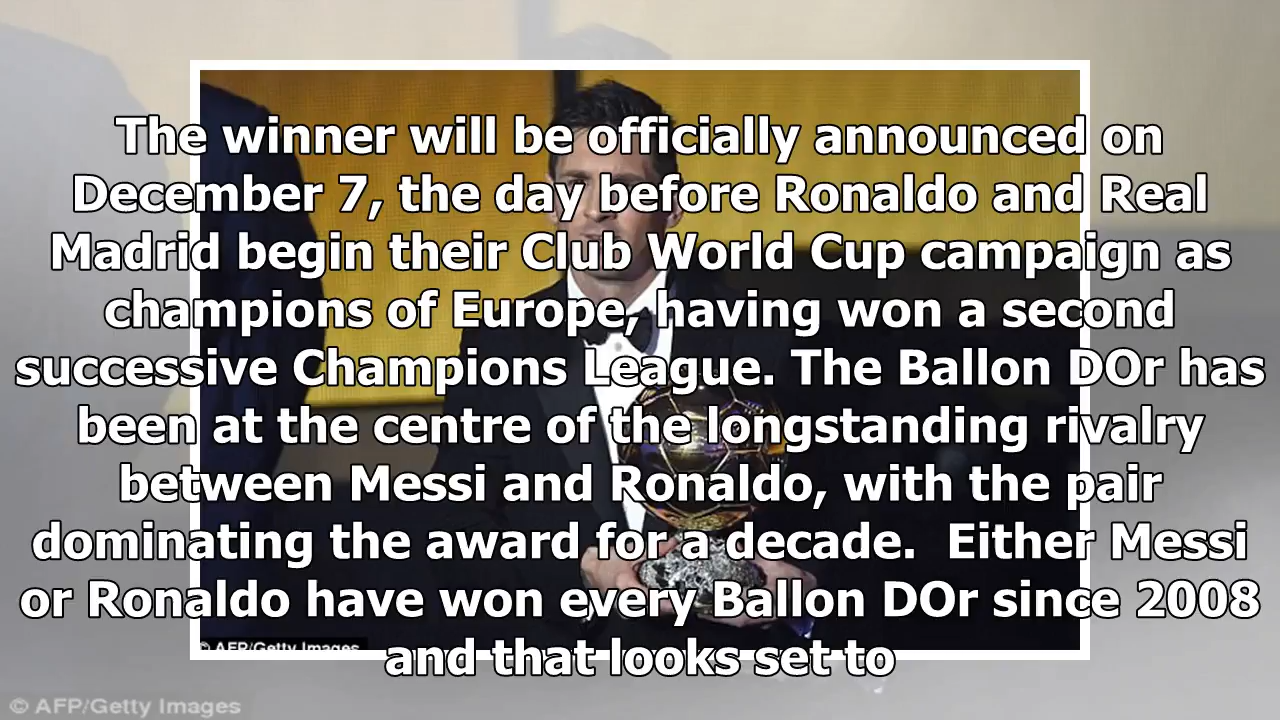 The winner will be officially announced on
December 7, the day before Ronaldo and Real
Madrid begin their Club World Cup campaign as
champions of Europe, having won a second
successive Champions League. The Ballon DOr has
been at the centre of the longstanding rivalry
between Messi and Ronaldo, with the pair
dominating the award for a decade.  Either Messi
or Ronaldo have won every Ballon DOr since 2008
© AFP/Getty Images
and that looks set to
© AFP/Getty Images